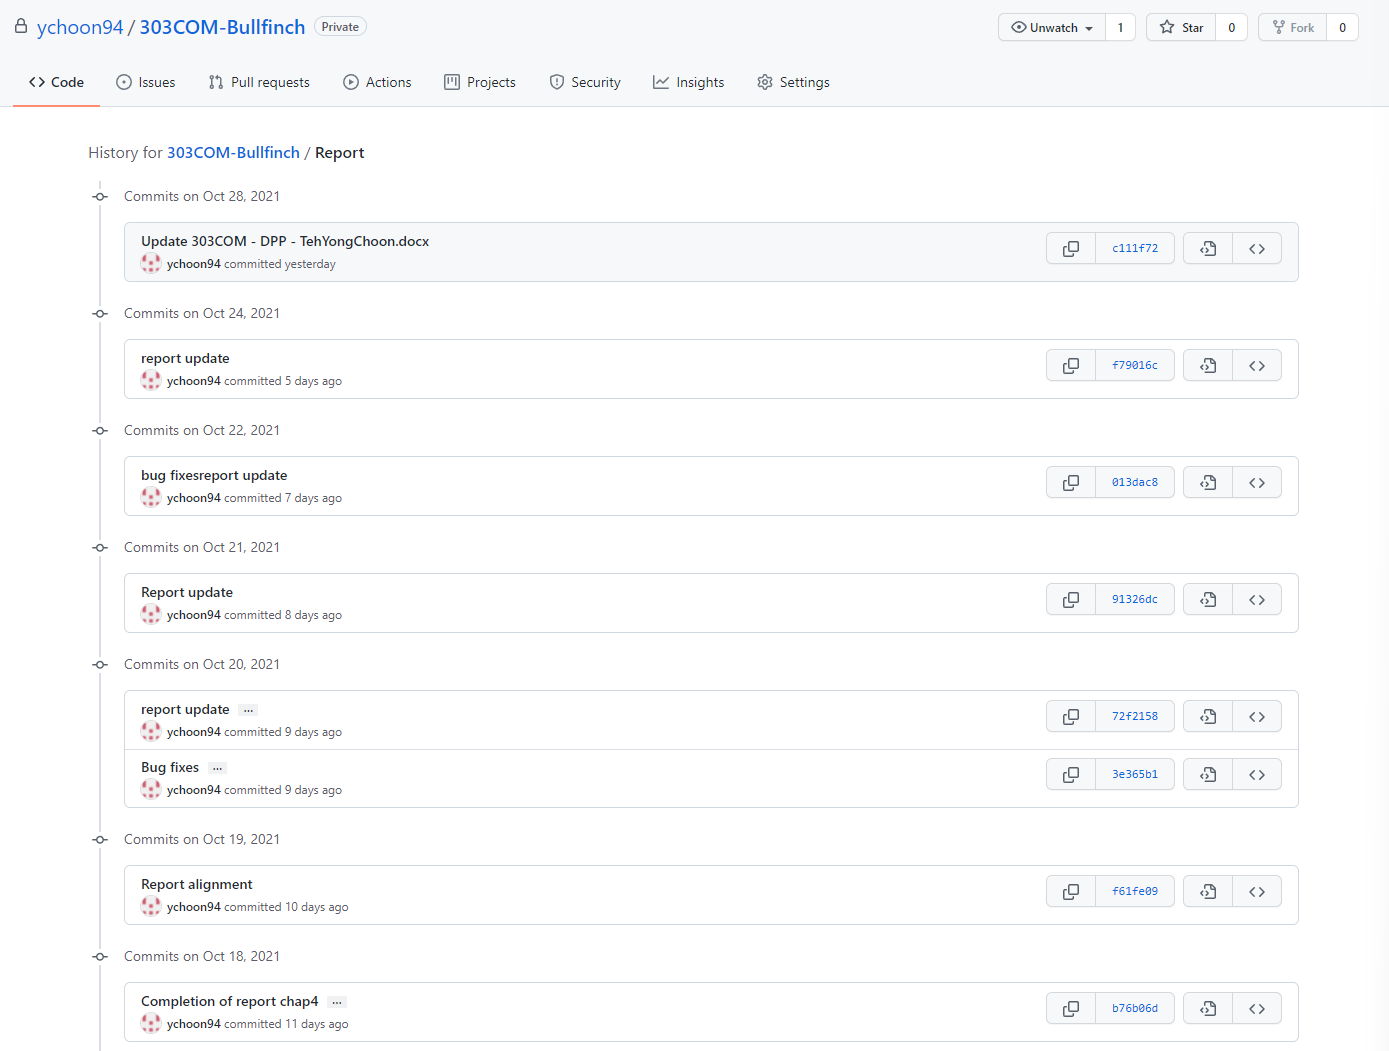 ychoon94 / 303COM-Bullfinch Private Unwatch 1 Star 0 Fork 0
Code Issues Pull requests Actions Projects Security Insights Settings
History for 303COM-Bullfinch / Report
Commits on Oct 28, 2021
Update 303COM - DPP - TehYongChoon.docx
ychoon94 committed yesterday
c111f72
Commits on Oct 24, 2021
report update
ychoon94 committed 5 days ago
f79016c
Commits on Oct 22, 2021
bug fixesreport update
ychoon94 committed 7 days ago
013dac8
Commits on Oct 21, 2021
Report update
ychoon94 committed 8 days ago
91326dc
Commits on Oct 20, 2021
report update ...
ychoon94 committed 9 days ago
72f2158
Bug fixes ...
ychoon94 committed 9 days ago
3e365b1
Commits on Oct 19, 2021
Report alignment
ychoon94 committed 10 days ago
f61fe09
Commits on Oct 18, 2021
Completion of report chap4 ...
ychoon94 committed 11 days ago
b76b06d